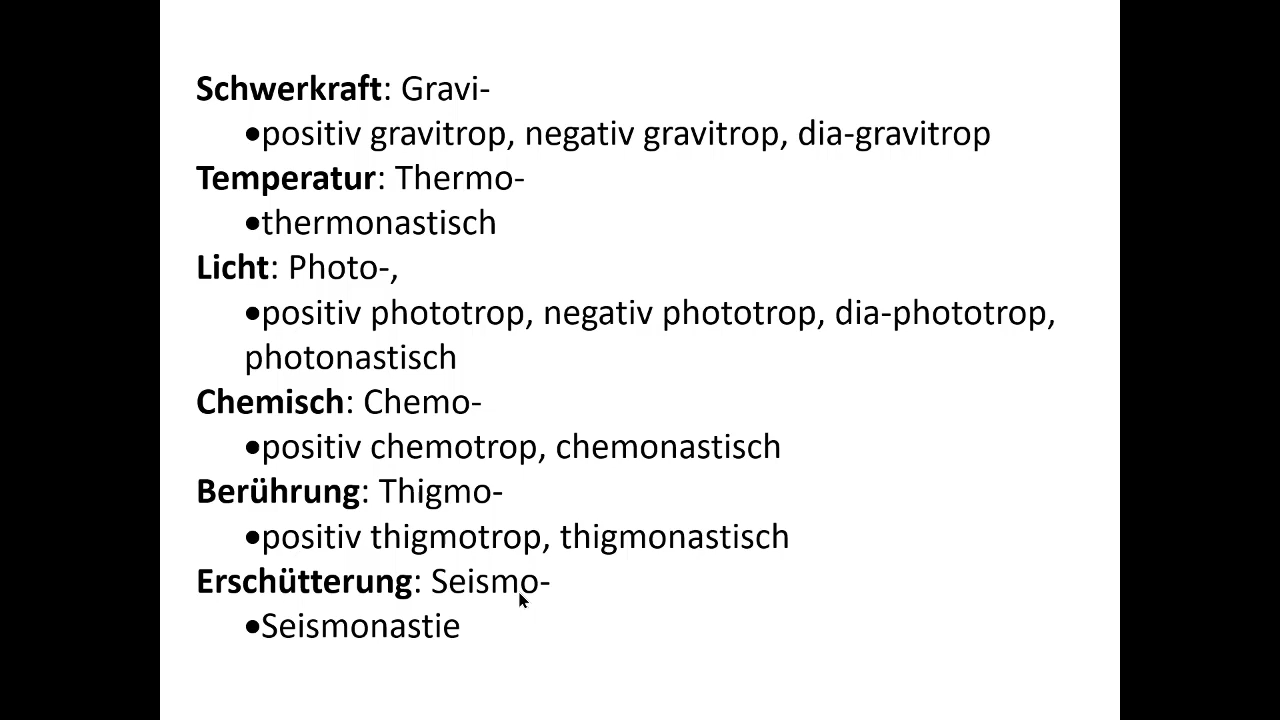 Schwerkraft: Gravi-
•positiv gravitrop, negativ gravitrop, dia-gravitrop
Temperatur: Thermo-
•thermonastisch
Licht: Photo-,
•positiv phototrop, negativ phototrop, dia-phototrop,
photonastisch
Chemisch: Chemo-
•positiv chemotrop, chemonastisch
Berührung: Thigmo-
•positiv thigmotrop, thigmonastisch
Erschütterung: Seismo-
•Seismonastie